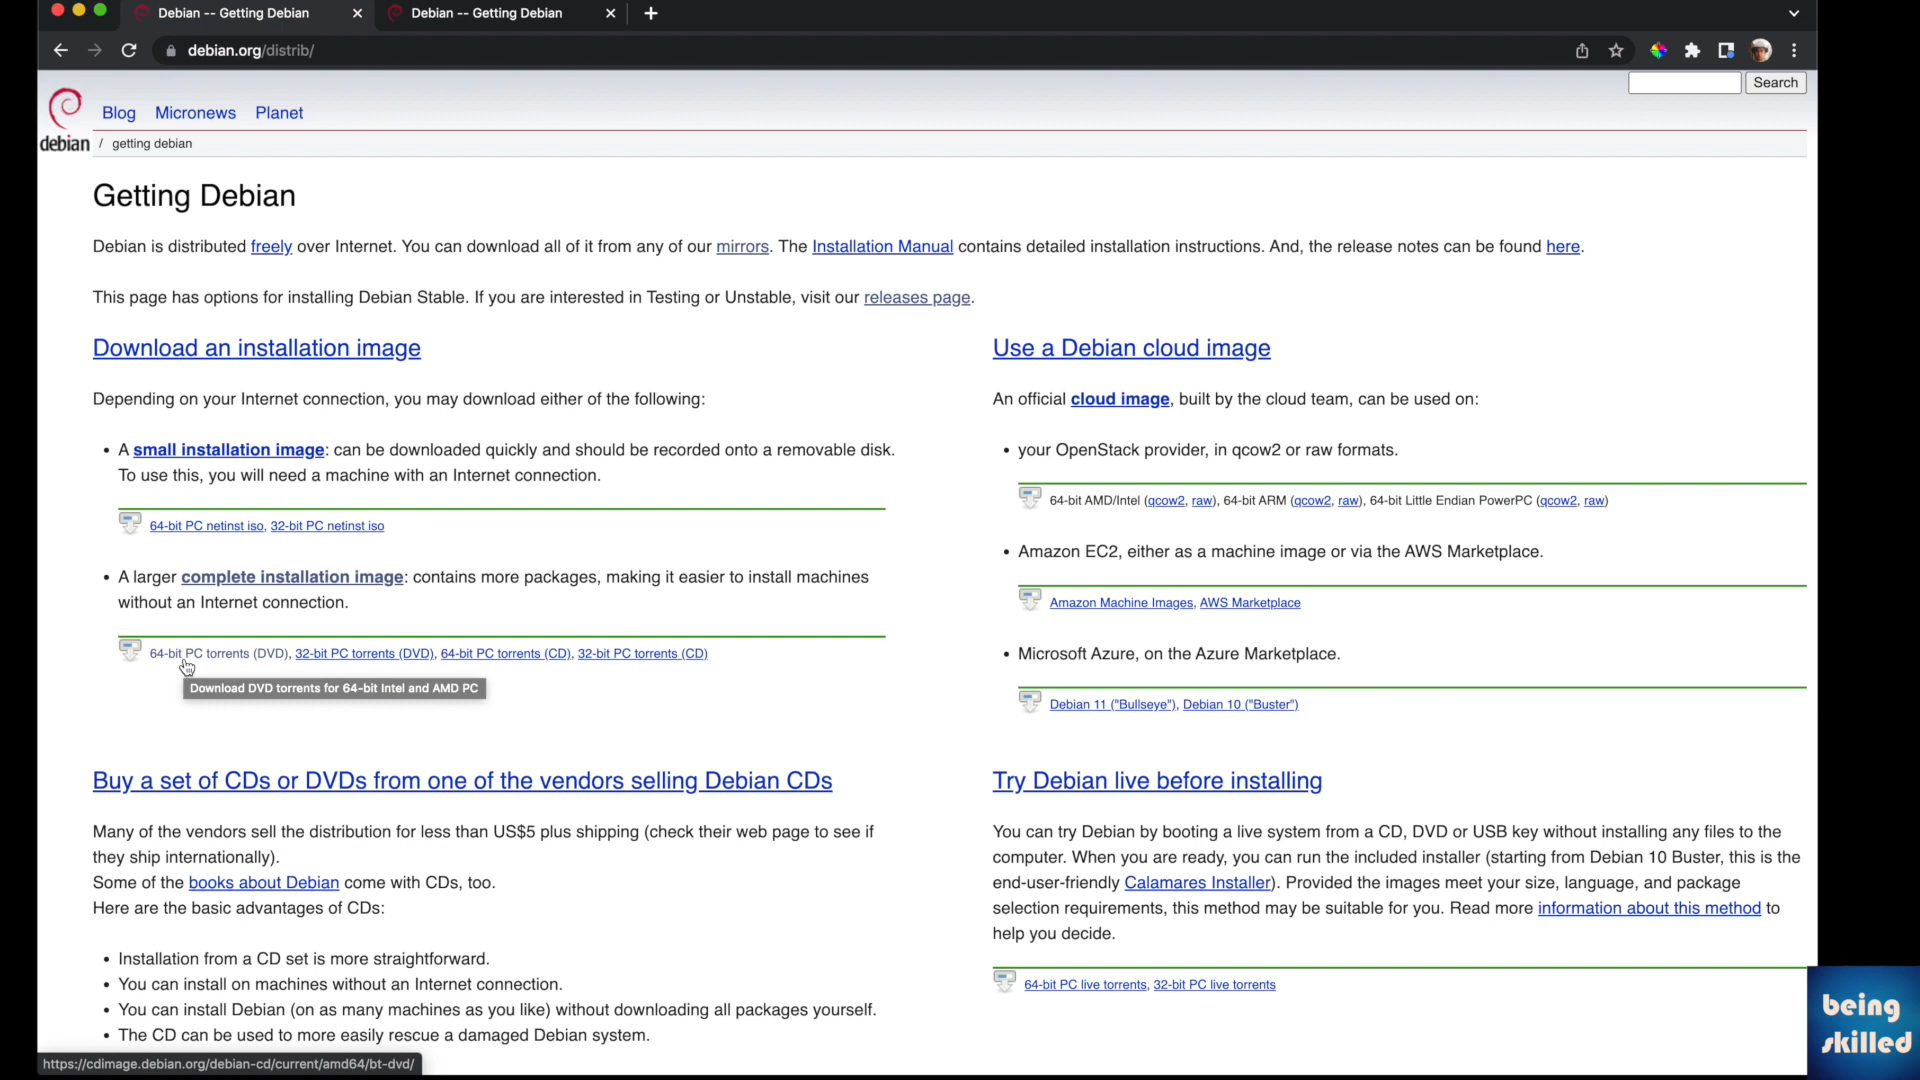 Debian -- Getting Debian
Debian -- Getting Debian
debian.org/distrib/
Search
Blog Micronews Planet
debian / getting debian
Getting Debian
Debian is distributed freely over Internet. You can download all of it from any of our mirrors. The Installation Manual contains detailed installation instructions. And, the release notes can be found here.
This page has options for installing Debian Stable. If you are interested in Testing or Unstable, visit our releases page.
Download an installation image
Depending on your Internet connection, you may download either of the following:
• A small installation image: can be downloaded quickly and should be recorded onto a removable disk.
To use this, you will need a machine with an Internet connection.
64-bit PC netinst iso, 32-bit PC netinst iso
• A larger complete installation image: contains more packages, making it easier to install machines
without an Internet connection.
64-bit PC torrents (DVD), 32-bit PC torrents (DVD), 64-bit PC torrents (CD), 32-bit PC torrents (CD)
Download DVD torrents for 64-bit Intel and AMD PC
Use a Debian cloud image
An official cloud image, built by the cloud team, can be used on:
• your OpenStack provider, in qcow2 or raw formats.
64-bit AMD/Intel (qcow2, raw), 64-bit ARM (qcow2, raw), 64-bit Little Endian PowerPC (qcow2, raw)
• Amazon EC2, either as a machine image or via the AWS Marketplace.
Amazon Machine Images, AWS Marketplace
• Microsoft Azure, on the Azure Marketplace.
Debian 11 ("Bullseye"), Debian 10 ("Buster")
Buy a set of CDs or DVDs from one of the vendors selling Debian CDs
Many of the vendors sell the distribution for less than US$5 plus shipping (check their web page to see if
they ship internationally).
Some of the books about Debian come with CDs, too.
Here are the basic advantages of CDs:
• Installation from a CD set is more straightforward.
• You can install on machines without an Internet connection.
• You can install Debian (on as many machines as you like) without downloading all packages yourself.
• The CD can be used to more easily rescue a damaged Debian system.
Try Debian live before installing
You can try Debian by booting a live system from a CD, DVD or USB key without installing any files to the
computer. When you are ready, you can run the included installer (starting from Debian 10 Buster, this is the
end-user-friendly Calamares Installer). Provided the images meet your size, language, and package
selection requirements, this method may be suitable for you. Read more information about this method to
help you decide.
64-bit PC live torrents, 32-bit PC live torrents
https://cdimage.debian.org/debian-cd/current/amd64/bt-dvd/
being
skilled